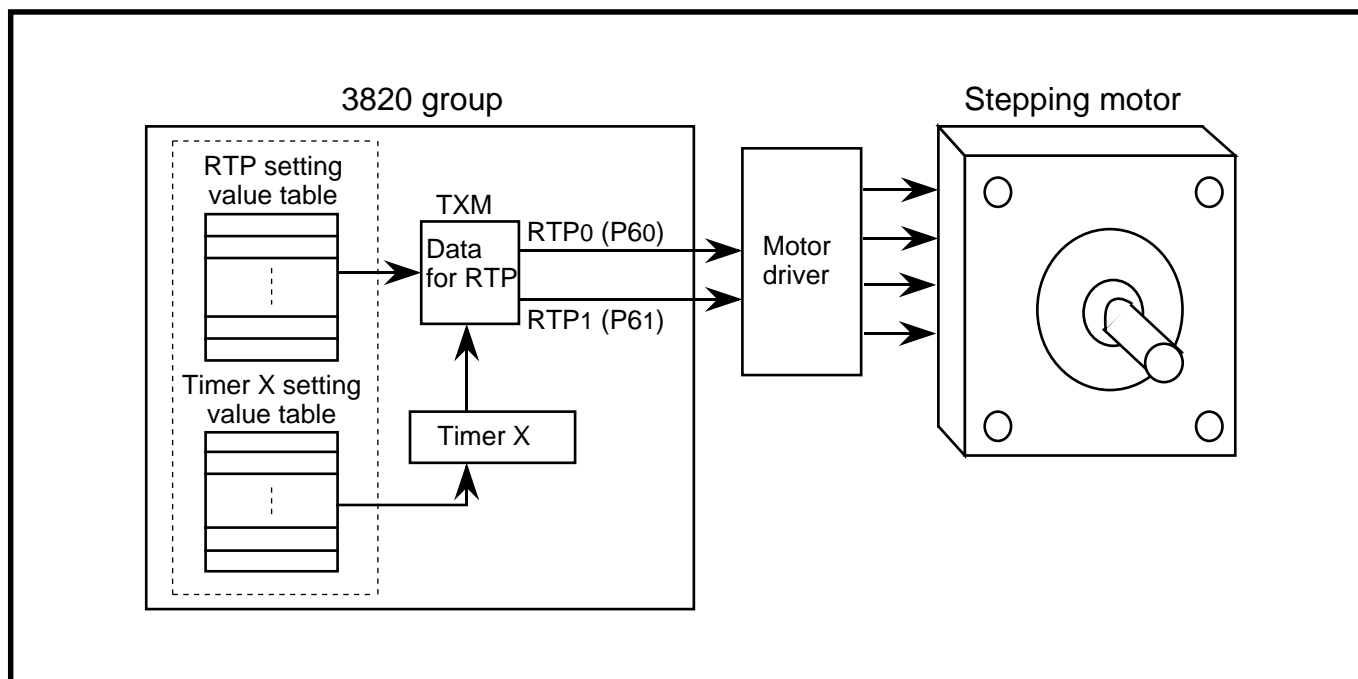 3820 group
Stepping motor
RTP setting
value table
TXM
Data
for RTP
RTP0 (P60)
RTP1 (P61)
Motor
driver
Timer X setting
value table
Timer X